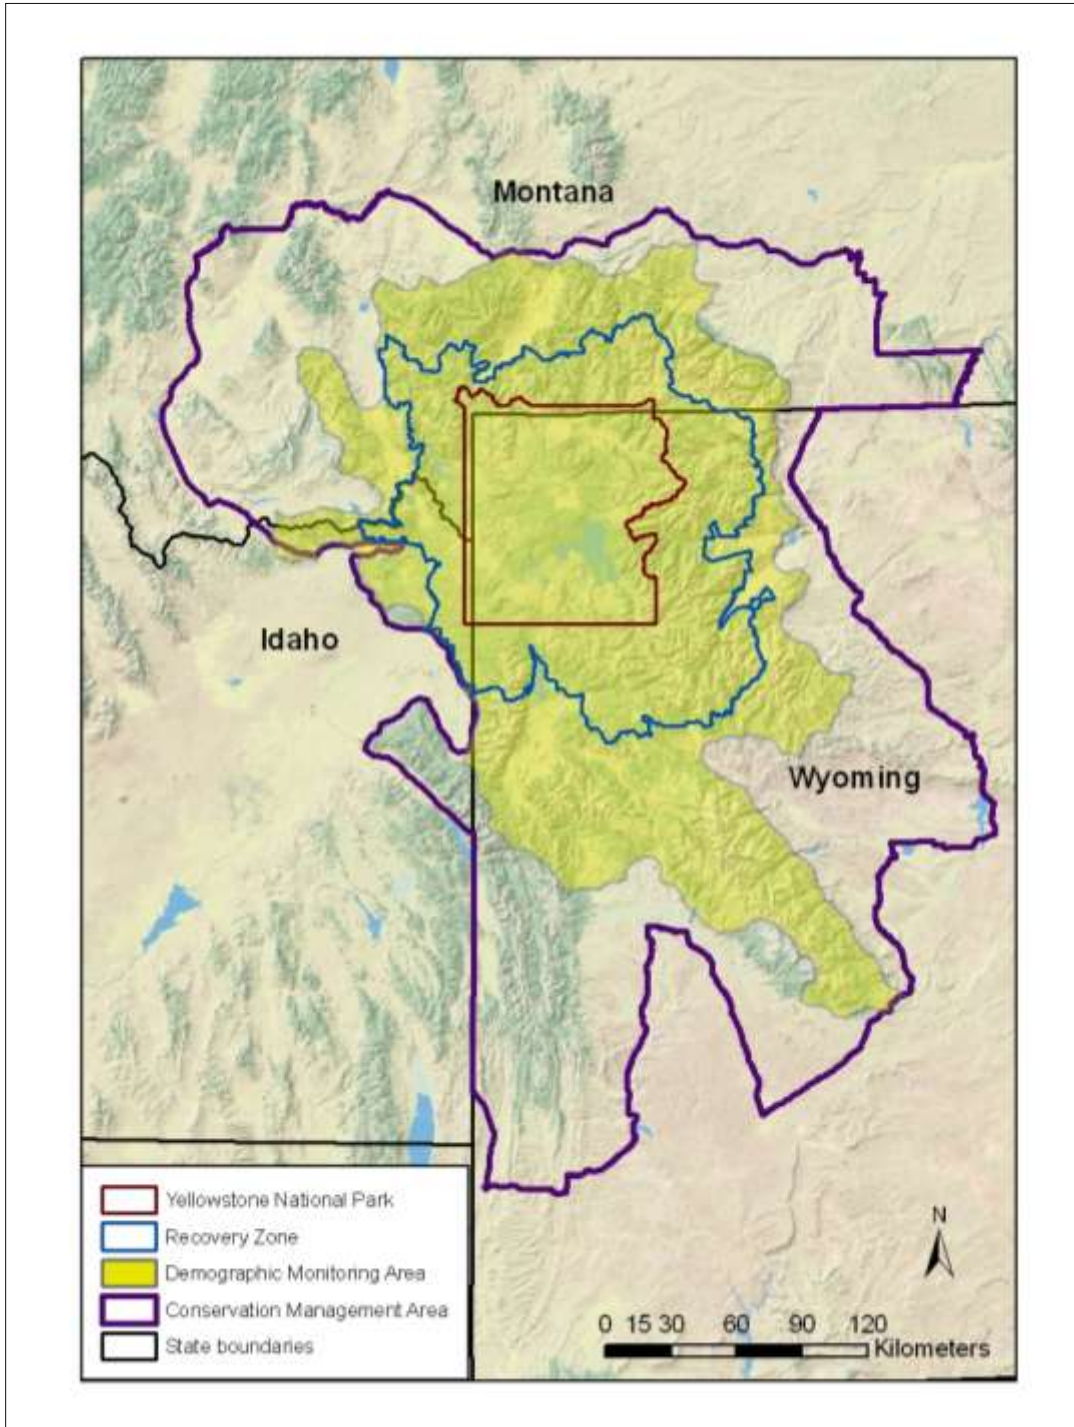 Montana
Idaho
Wyoming
Yellowstone National Park
Recovery Zone
Demographic Monitoring Area
Conservation Management Area
State boundaries
N
0 15 30 60 90 120
Kilometers